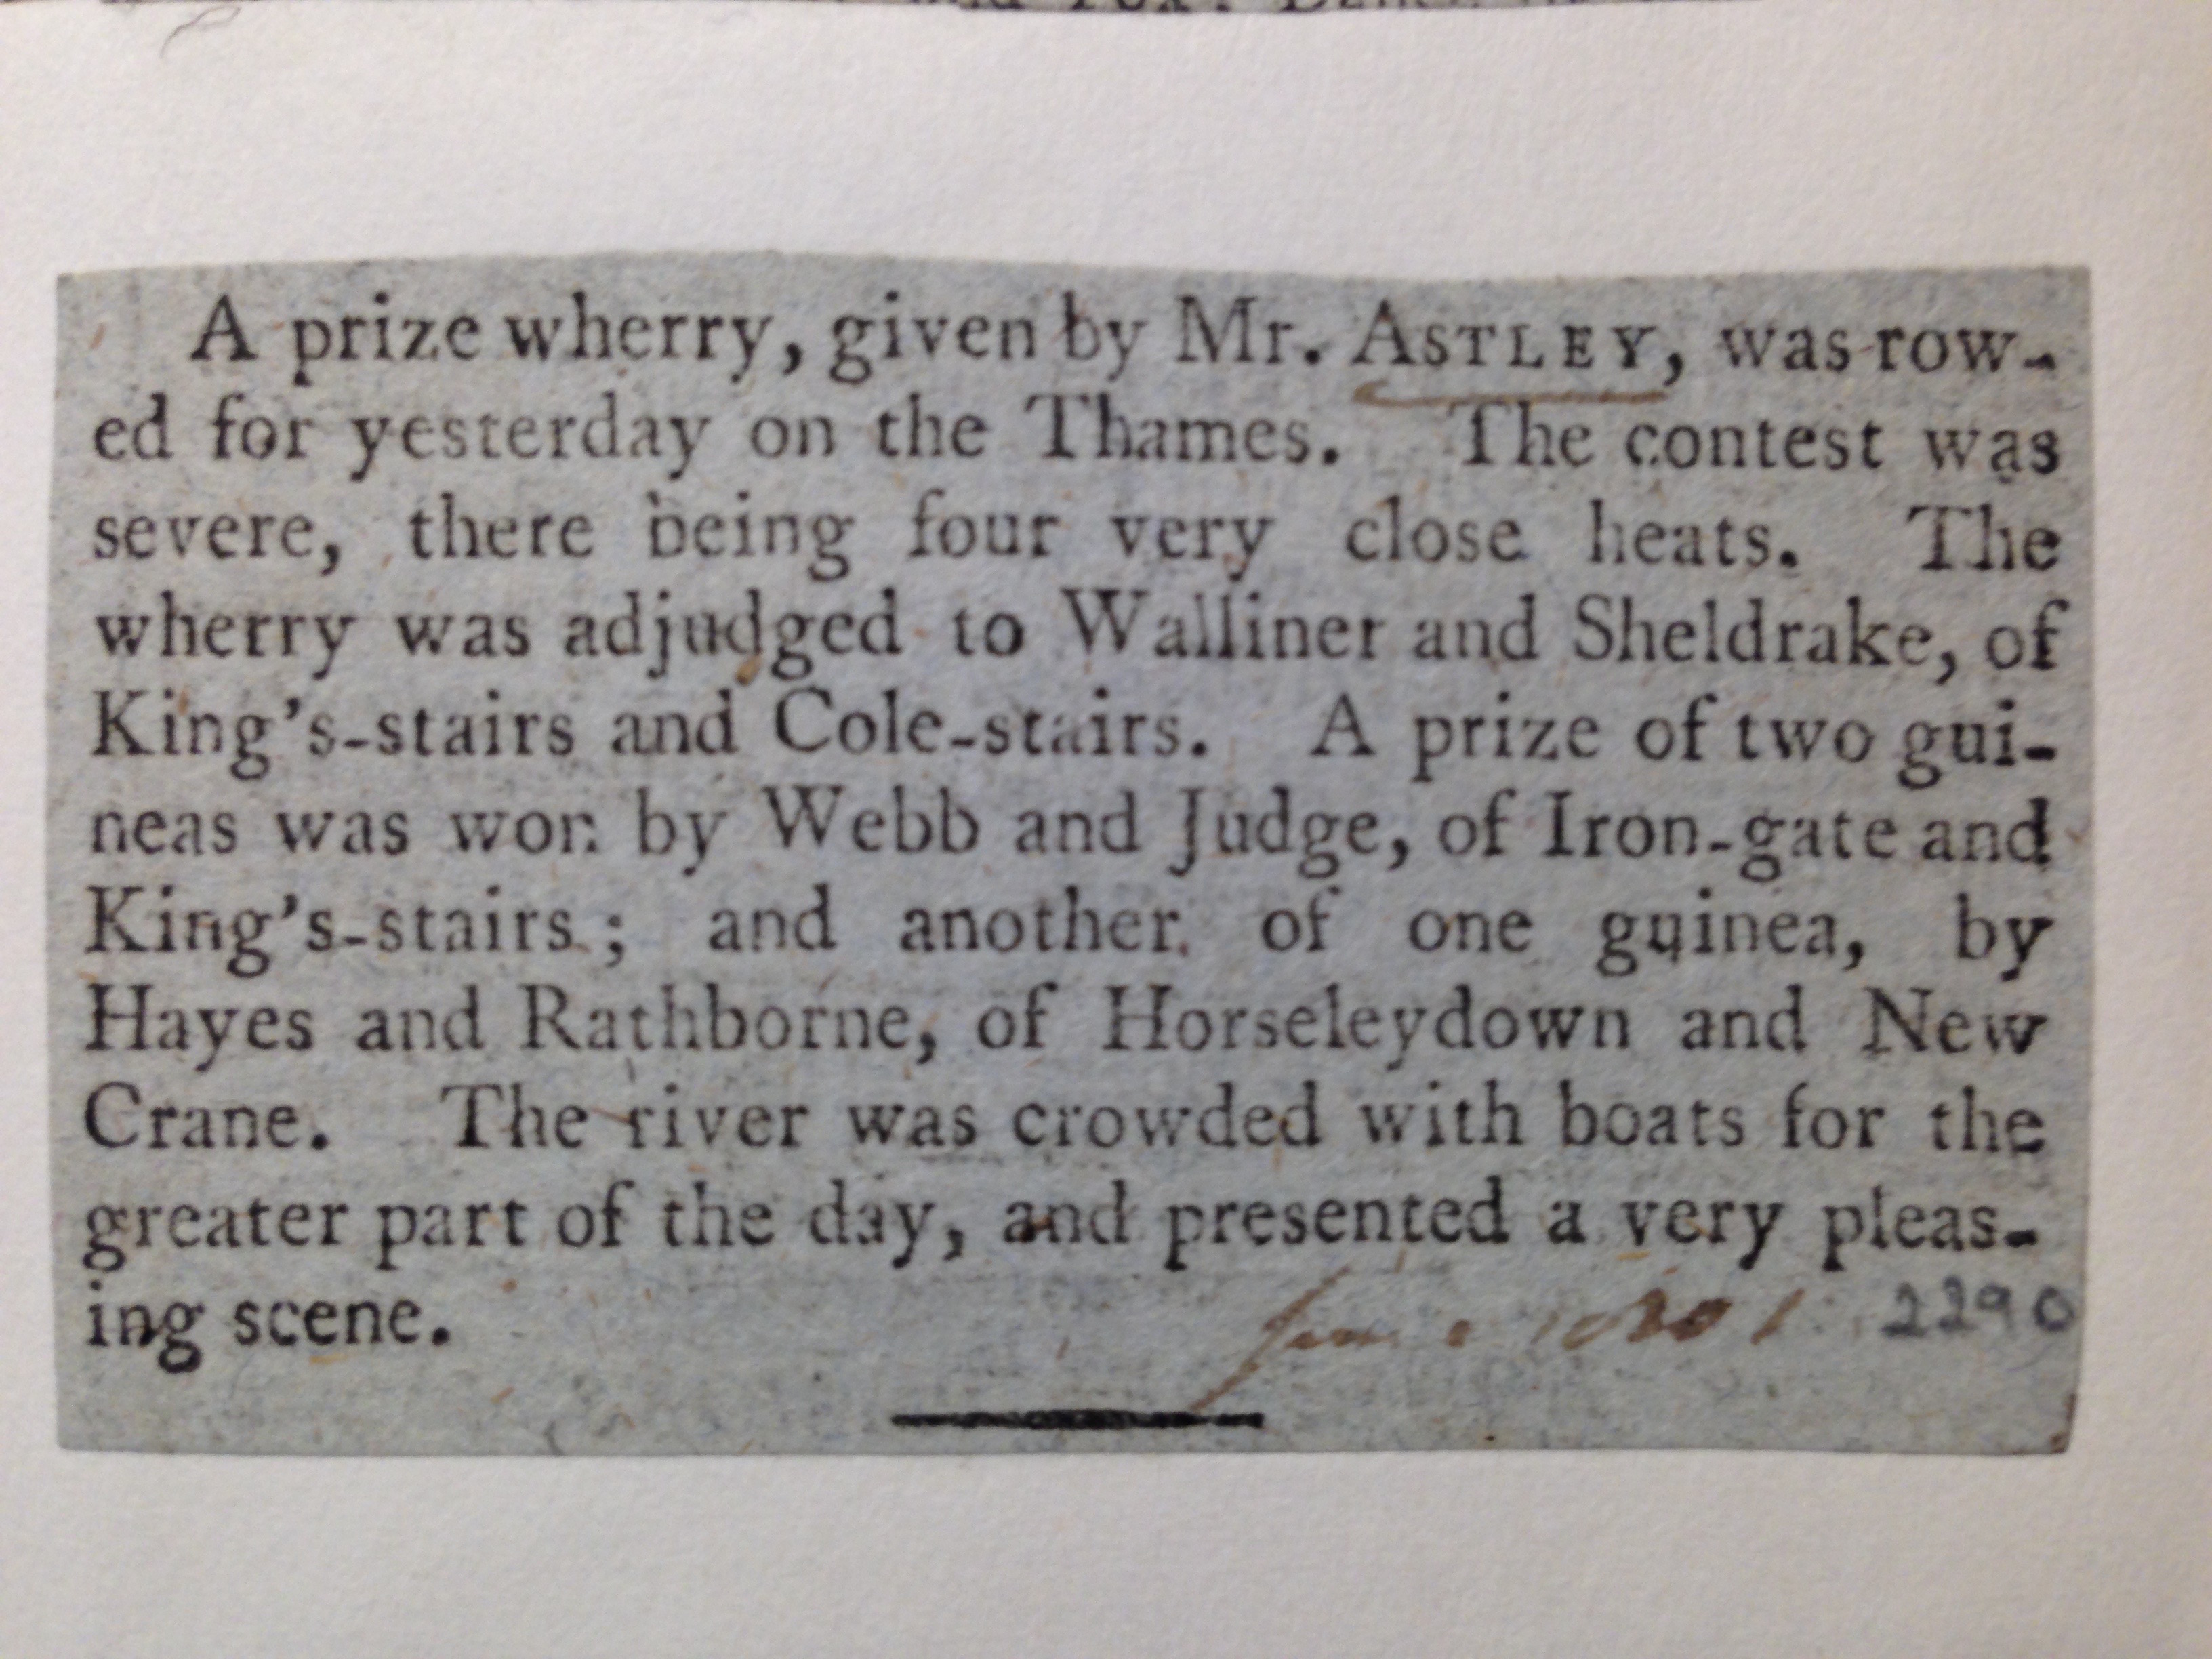 A prize wherry, given by Mr. ASTLEY, was row-
ed for yesterday on the Thames. The contest was
severe, there being four very close heats. The
wherry was adjudged to Walliner and Sheldrake, of
King's-stairs and Cole-stairs. A prize of two gui-
neas was won by Webb and Judge, of Iron-gate and
King's-stairs; and another of one guinea, by
Hayes and Rathborne, of Horseleydown and New
Crane. The river was crowded with boats for the
greater part of the day, and presented a very pleas-
ing scene.
1801 2290